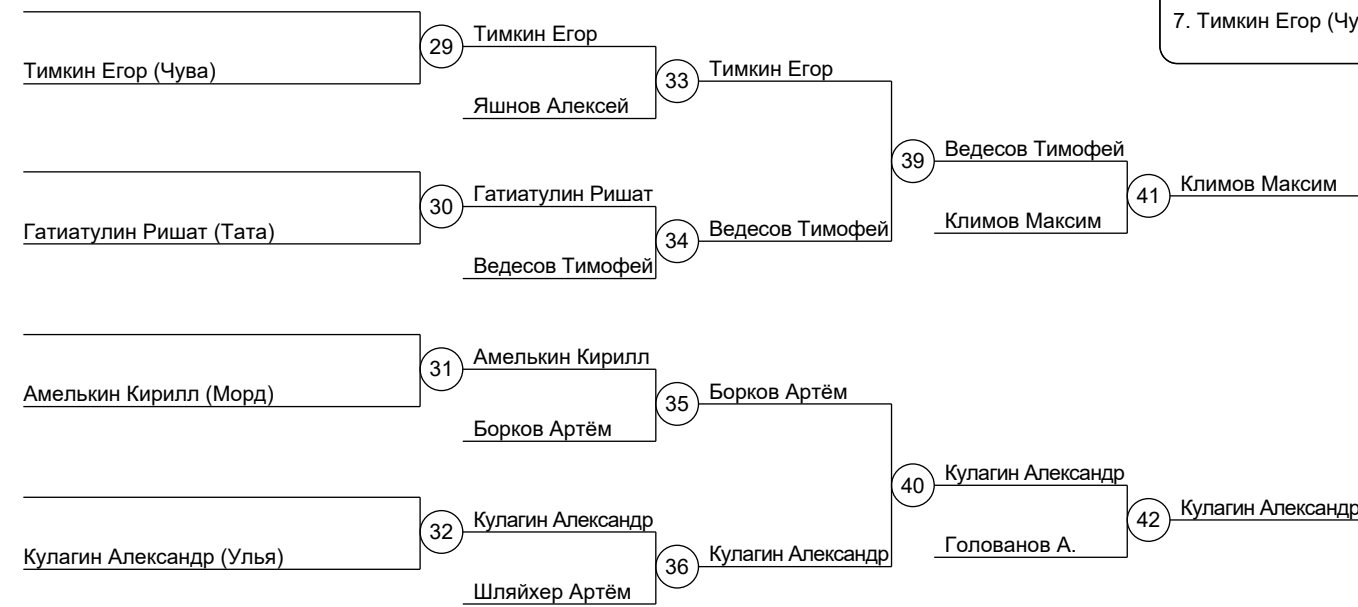 7. Тимкин Егор (Чу
29
Тимкин Егор
Тимкин Егор (Чува)
33
Тимкин Егор
Яшнов Алексей
39
Ведесов Тимофей
30
Гатиатулин Ришат
41
Климов Максим
Гатиатулин Ришат (Тата)
34
Ведесов Тимофей
Климов Максим
Ведесов Тимофей
31
Амелькин Кирилл
Амелькин Кирилл (Морд)
35
Борков Артём
Борков Артём
40
Кулагин Александр
32
Кулагин Александр
42
Кулагин Александр
Кулагин Александр (Улья)
36
Кулагин Александр
Голованов А.
Шляйхер Артём